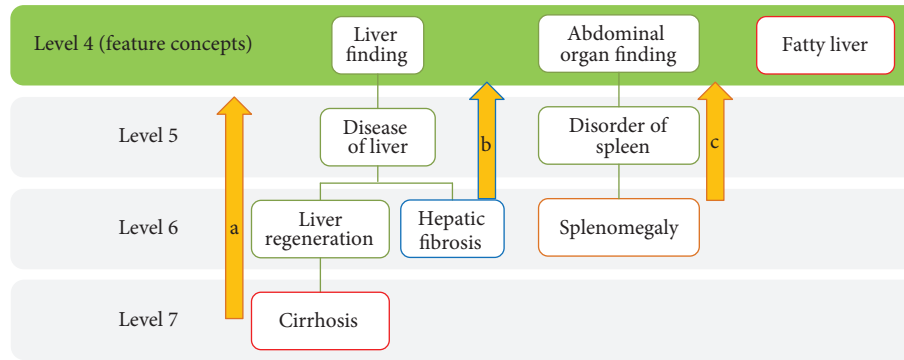 Level 4 (feature concepts)
Liver
finding
Abdominal
organ finding
Fatty liver
Level 5
Disease
of liver
b
Disorder of
spleen
c
Level 6
a
Liver
regeneration
Hepatic
fibrosis
Splenomegaly
Level 7
Cirrhosis